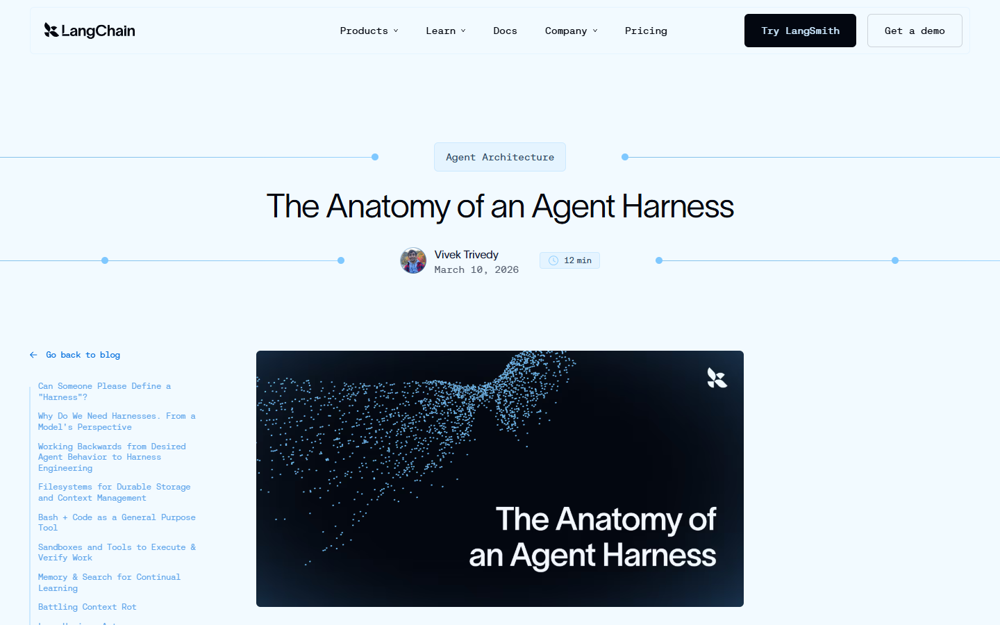 LangChain
Products
Learn
Docs
Company
Pricing
Try LangSmith
Get a demo
Agent Architecture
The Anatomy of an Agent Harness
Vivek Trivedy
March 10, 2026
12 min
Go back to blog
Can Someone Please Define a
"Harness"?
Why Do We Need Harnesses. From a
Model's Perspective
Working Backwards from Desired
Agent Behavior to Harness
Engineering
Filesystems for Durable Storage
and Context Management
Bash + Code as a General Purpose
Tool
Sandboxes and Tools to Execute &
Verify Work
Memory & Search for Continual
Learning
Battling Context Rot
The Anatomy of
an Agent Harness